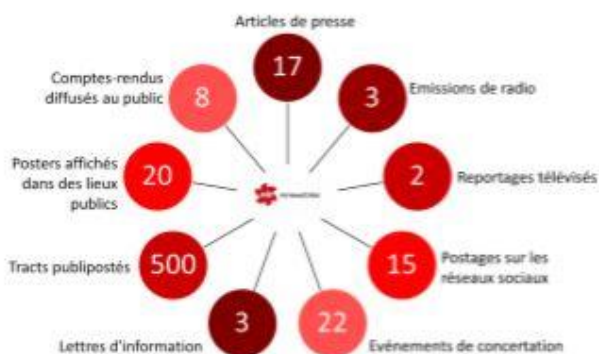 Articles de presse
17
Comptes-rendus
diffusés au public
8
3
Emissions de radio
Posters affichés
dans des lieux
publics
20
2
Reportages télévisés
Tracts publipostés
500
15
Postages sur les
réseaux sociaux
3
Lettres d'information
22
Evénements de concertation